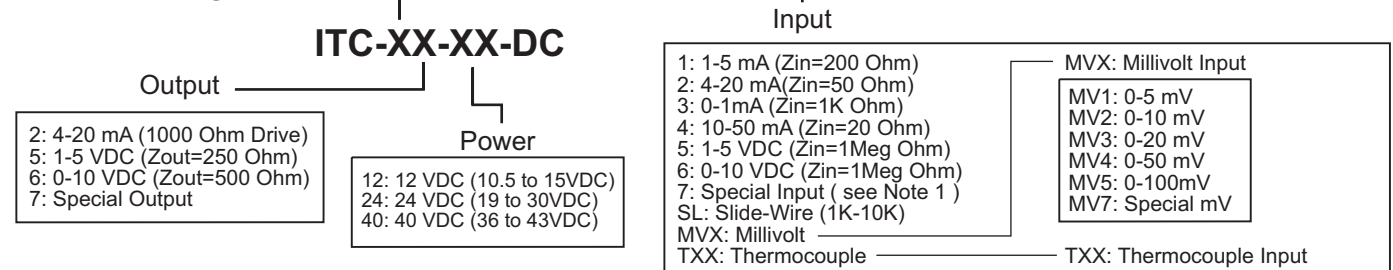 Input
ITC-XX-XX-DC
Output
2: 4-20 mA (1000 Ohm Drive)
5: 1-5 VDC (Zout=250 Ohm)
6: 0-10 VDC (Zout=500 Ohm)
7: Special Output
Power
12: 12 VDC (10.5 to 15VDC)
24: 24 VDC (19 to 30VDC)
40: 40 VDC (36 to 43VDC)
1: 1-5 mA (Zin=200 Ohm)
2: 4-20 mA(Zin=50 Ohm)
3: 0-1mA (Zin=1K Ohm)
4: 10-50 mA (Zin=20 Ohm)
5: 1-5 VDC (Zin=1Meg Ohm)
6: 0-10 VDC (Zin=1Meg Ohm)
7: Special Input ( see Note 1 )
SL: Slide-Wire (1K-10K)
MVX: Millivolt
TXX: Thermocouple
MVX: Millivolt Input
MV1: 0-5 mV
MV2: 0-10 mV
MV3: 0-20 mV
MV4: 0-50 mV
MV5: 0-100mV
MV7: Special mV
TXX: Thermocouple Input